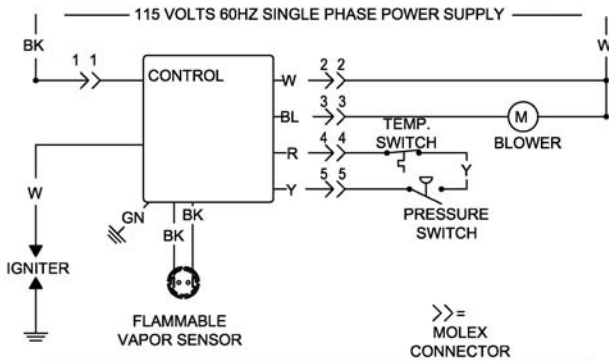 115 VOLTS 60HZ SINGLE PHASE POWER SUPPLY
BK
W
1 1
2 2
CONTROL
W
3 3
BL
M
TEMP.
SWITCH
BLOWER
4 4
R
Y
5 5
Y
W
GN
BK
BK
PRESSURE
SWITCH
IGNITER
FLAMMABLE
VAPOR SENSOR
>>=
MOLEX
CONNECTOR